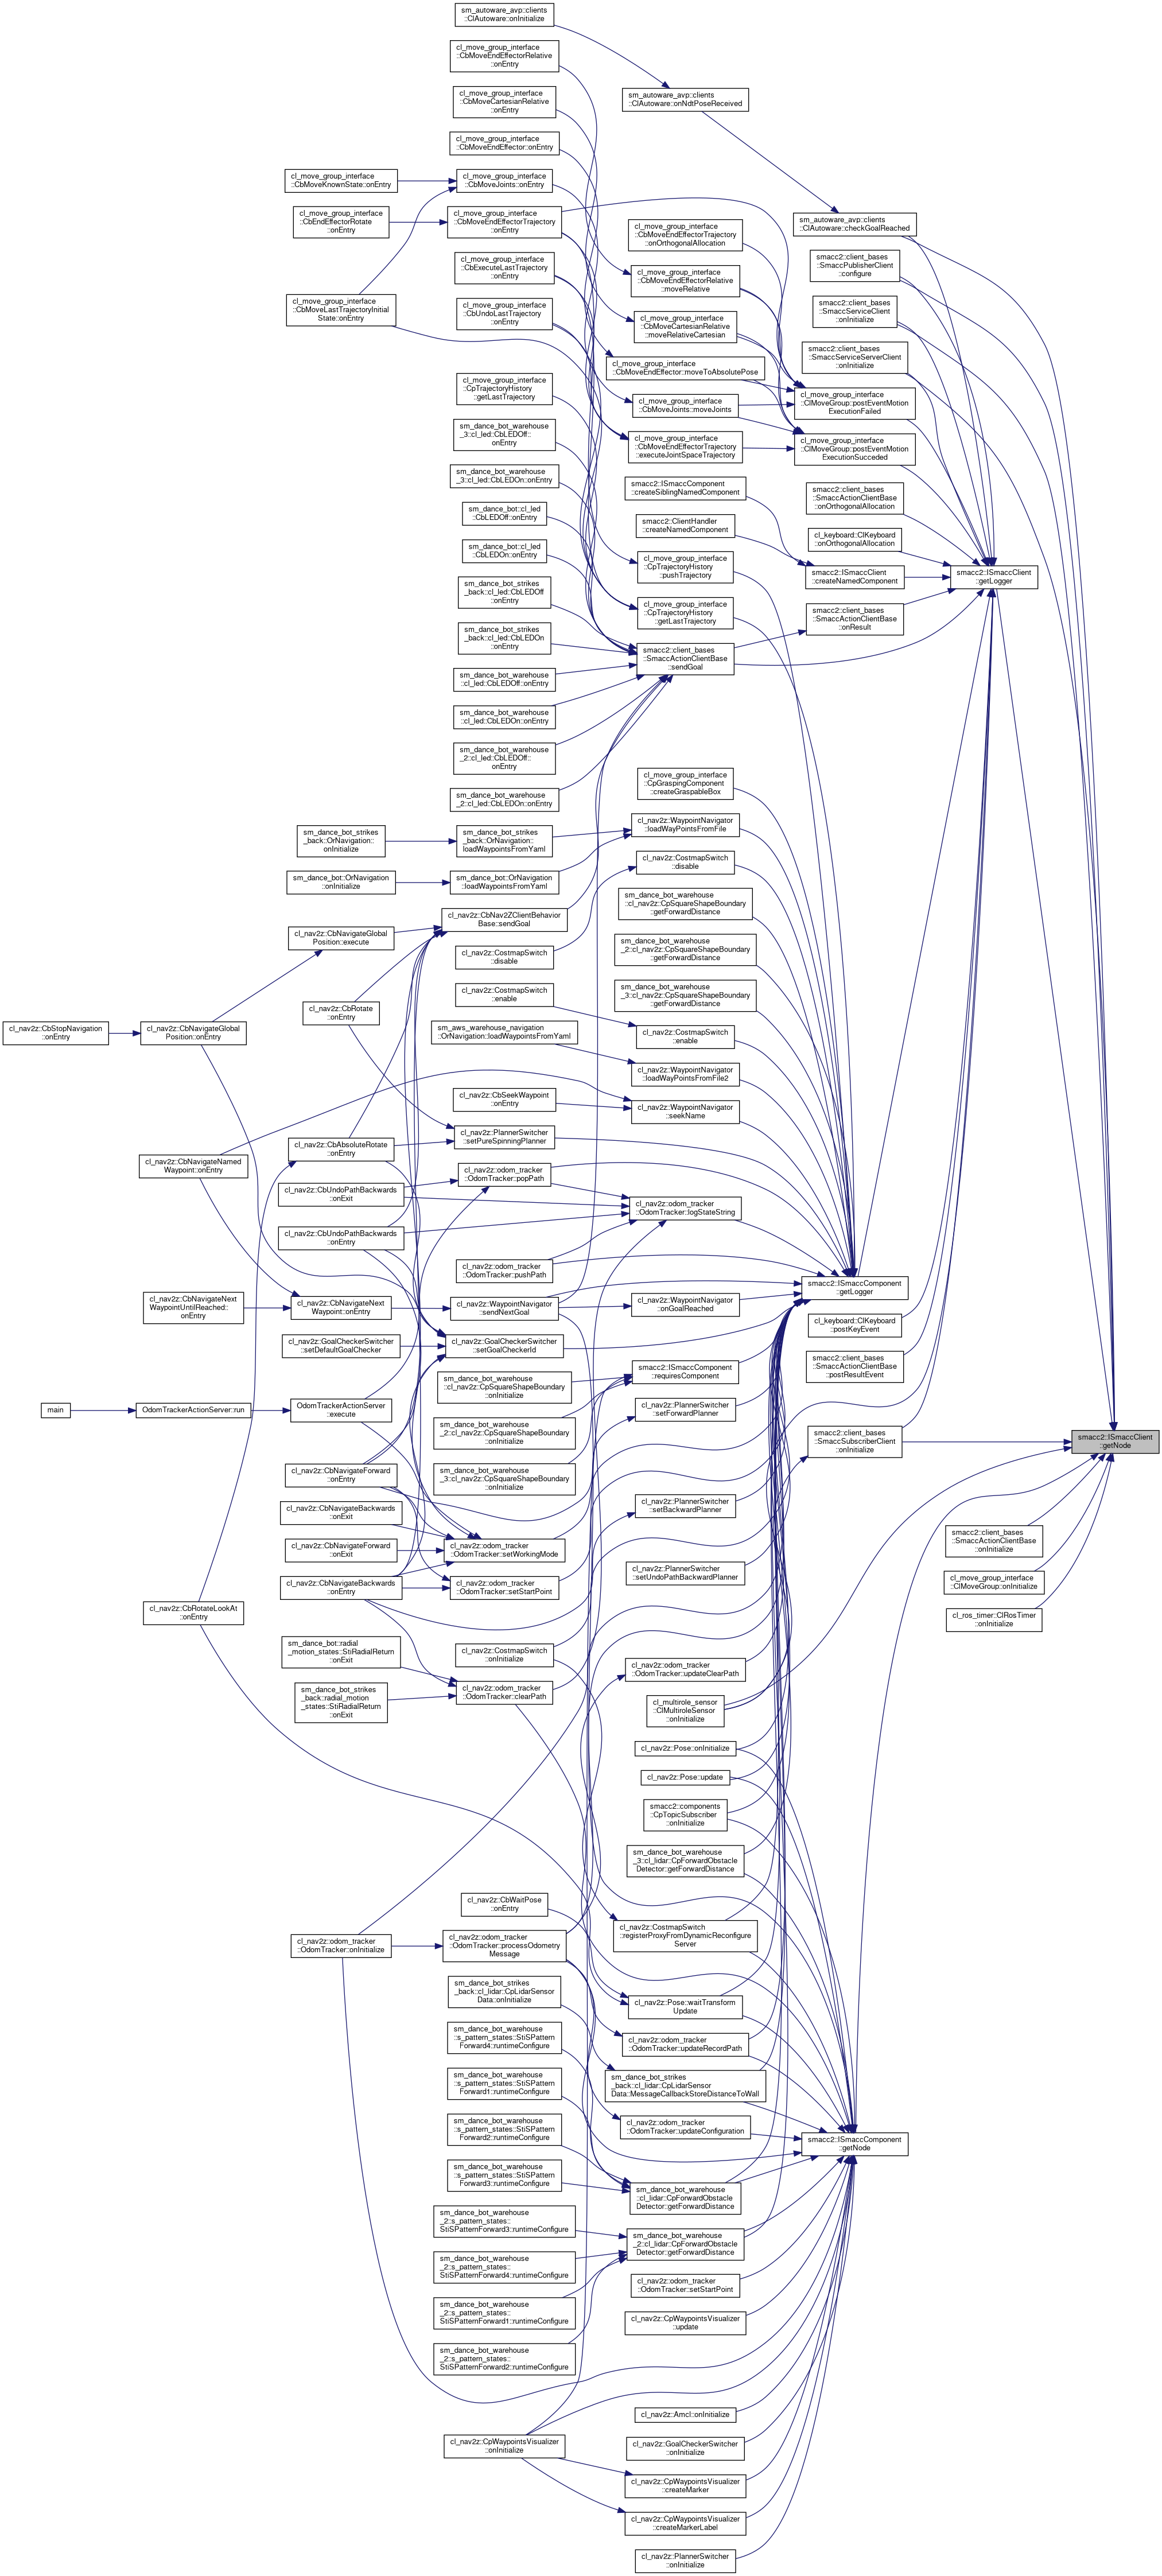 sm_autoware_avp::clients
::ClAutoware::onInitialize
cl_move_group_interface
::CbMoveEndEffectorRelative
::onEntry
cl_move_group_interface
::CbMoveCartesianRelative
::onEntry
cl_move_group_interface
::CbMoveEndEffector::onEntry
cl_move_group_interface
::CbMoveKnownState::onEntry
cl_move_group_interface
::CbMoveJoints::onEntry
cl_move_group_interface
::CbEndEffectorRotate
::onEntry
cl_move_group_interface
::CbMoveEndEffectorTrajectory
::onEntry
cl_move_group_interface
::CbExecuteLastTrajectory
::onEntry
cl_move_group_interface
::CbMoveLastTrajectoryInitial
State::onEntry
cl_move_group_interface
::CbUndoLastTrajectory
::onEntry
cl_move_group_interface
::CpTrajectoryHistory
::getLastTrajectory
sm_dance_bot_warehouse
_3::cl_led::CbLEDOff::
onEntry
sm_dance_bot_warehouse
_3::cl_led::CbLEDOn::onEntry
sm_dance_bot::cl_led
::CbLEDOff::onEntry
sm_dance_bot::cl_led
::CbLEDOn::onEntry
sm_dance_bot_strikes
_back::cl_led::CbLEDOff
::onEntry
sm_dance_bot_strikes
_back::cl_led::CbLEDOn
::onEntry
sm_dance_bot_warehouse
::cl_led::CbLEDOff::onEntry
sm_dance_bot_warehouse
::cl_led::CbLEDOn::onEntry
sm_dance_bot_warehouse
_2::cl_led::CbLEDOff::
onEntry
sm_dance_bot_warehouse
_2::cl_led::CbLEDOn::onEntry
sm_autoware_avp::clients
::ClAutoware::onNdtPoseReceived
sm_autoware_avp::clients
::ClAutoware::checkGoalReached
cl_move_group_interface
::CbMoveEndEffectorTrajectory
::onOrthogonalAllocation
cl_move_group_interface
::CbMoveEndEffectorRelative
::moveRelative
cl_move_group_interface
::CbMoveCartesianRelative
::moveRelativeCartesian
cl_move_group_interface
::CbMoveEndEffector::moveToAbsolutePose
cl_move_group_interface
::CbMoveJoints::moveJoints
cl_move_group_interface
::CbMoveEndEffectorTrajectory
::executeJointSpaceTrajectory
smacc2::ISmaccComponent
::createSiblingNamedComponent
smacc2::ClientHandler
::createNamedComponent
cl_move_group_interface
::CpTrajectoryHistory
::pushTrajectory
cl_move_group_interface
::CpTrajectoryHistory
::getLastTrajectory
smacc2::client_bases
::SmaccActionClientBase
::sendGoal
smacc2::client_bases
::SmaccPublisherClient
::configure
smacc2::client_bases
::SmaccServiceClient
::onInitialize
smacc2::client_bases
::SmaccServiceServerClient
::onInitialize
cl_move_group_interface
::ClMoveGroup::postEventMotion
ExecutionFailed
cl_move_group_interface
::ClMoveGroup::postEventMotion
ExecutionSucceded
smacc2::client_bases
::SmaccActionClientBase
::onOrthogonalAllocation
cl_keyboard::ClKeyboard
::onOrthogonalAllocation
smacc2::ISmaccClient
::createNamedComponent
smacc2::client_bases
::SmaccActionClientBase
::onResult
smacc2::ISmaccClient
::getLogger
cl_move_group_interface
::CpGraspingComponent
::createGraspableBox
cl_nav2z::WaypointNavigator
::loadWayPointsFromFile
cl_nav2z::CostmapSwitch
::disable
sm_dance_bot_warehouse
::cl_nav2z::CpSquareShapeBoundary
::getForwardDistance
sm_dance_bot_warehouse
_2::cl_nav2z::CpSquareShapeBoundary
::getForwardDistance
sm_dance_bot_warehouse
_3::cl_nav2z::CpSquareShapeBoundary
::getForwardDistance
cl_nav2z::CostmapSwitch
::enable
cl_nav2z::WaypointNavigator
::loadWayPointsFromFile2
cl_nav2z::WaypointNavigator
::seekName
sm_dance_bot_strikes
_back::OrNavigation::
onInitialize
sm_dance_bot_strikes
_back::OrNavigation::
loadWaypointsFromYaml
sm_dance_bot::OrNavigation
::onInitialize
sm_dance_bot::OrNavigation
::loadWaypointsFromYaml
cl_nav2z::CbNavigateGlobal
Position::execute
cl_nav2z::CbNav2ZClientBehavior
Base::sendGoal
cl_nav2z::CostmapSwitch
::disable
cl_nav2z::CostmapSwitch
::enable
cl_nav2z::CbRotate
::onEntry
cl_nav2z::CbStopNavigation
::onEntry
cl_nav2z::CbNavigateGlobal
Position::onEntry
sm_aws_warehouse_navigation
::OrNavigation::loadWaypointsFromYaml
cl_nav2z::CbSeekWaypoint
::onEntry
cl_nav2z::PlannerSwitcher
::setPureSpinningPlanner
cl_nav2z::CbAbsoluteRotate
::onEntry
cl_nav2z::CbNavigateNamed
Waypoint::onEntry
cl_nav2z::odom_tracker
::OdomTracker::popPath
cl_nav2z::CbUndoPathBackwards
::onExit
cl_nav2z::odom_tracker
::OdomTracker::logStateString
cl_nav2z::CbUndoPathBackwards
::onEntry
cl_nav2z::odom_tracker
::OdomTracker::pushPath
smacc2::ISmaccComponent
::getLogger
cl_nav2z::CbNavigateNext
WaypointUntilReached::
onEntry
cl_nav2z::CbNavigateNext
Waypoint::onEntry
cl_nav2z::WaypointNavigator
::sendNextGoal
cl_nav2z::WaypointNavigator
::onGoalReached
cl_keyboard::ClKeyboard
::postKeyEvent
cl_nav2z::GoalCheckerSwitcher
::setDefaultGoalChecker
cl_nav2z::GoalCheckerSwitcher
::setGoalCheckerId
smacc2::client_bases
::SmaccActionClientBase
::postResultEvent
smacc2::ISmaccComponent
::requiresComponent
sm_dance_bot_warehouse
::cl_nav2z::CpSquareShapeBoundary
::onInitialize
main
OdomTrackerActionServer::run
OdomTrackerActionServer
::execute
cl_nav2z::PlannerSwitcher
::setForwardPlanner
sm_dance_bot_warehouse
_2::cl_nav2z::CpSquareShapeBoundary
::onInitialize
smacc2::client_bases
::SmaccSubscriberClient
::onInitialize
smacc2::ISmaccClient
::getNode
cl_nav2z::CbNavigateForward
::onEntry
sm_dance_bot_warehouse
_3::cl_nav2z::CpSquareShapeBoundary
::onInitialize
cl_nav2z::CbNavigateBackwards
::onExit
cl_nav2z::PlannerSwitcher
::setBackwardPlanner
cl_nav2z::CbNavigateForward
::onExit
cl_nav2z::odom_tracker
::OdomTracker::setWorkingMode
smacc2::client_bases
::SmaccActionClientBase
::onInitialize
cl_nav2z::PlannerSwitcher
::setUndoPathBackwardPlanner
cl_move_group_interface
::ClMoveGroup::onInitialize
cl_nav2z::CbNavigateBackwards
::onEntry
cl_nav2z::odom_tracker
::OdomTracker::setStartPoint
cl_nav2z::CbRotateLookAt
::onEntry
cl_ros_timer::ClRosTimer
::onInitialize
sm_dance_bot::radial
_motion_states::StiRadialReturn
::onExit
cl_nav2z::CostmapSwitch
::onInitialize
cl_nav2z::odom_tracker
::OdomTracker::updateClearPath
sm_dance_bot_strikes
_back::radial_motion
_states::StiRadialReturn
::onExit
cl_nav2z::odom_tracker
::OdomTracker::clearPath
cl_multirole_sensor
::ClMultiroleSensor
::onInitialize
cl_nav2z::Pose::onInitialize
cl_nav2z::Pose::update
smacc2::components
::CpTopicSubscriber
::onInitialize
sm_dance_bot_warehouse
_3::cl_lidar::CpForwardObstacle
Detector::getForwardDistance
cl_nav2z::CbWaitPose
::onEntry
cl_nav2z::CostmapSwitch
::registerProxyFromDynamicReconfigure
Server
cl_nav2z::odom_tracker
::OdomTracker::onInitialize
cl_nav2z::odom_tracker
::OdomTracker::processOdometry
Message
sm_dance_bot_strikes
_back::cl_lidar::CpLidarSensor
Data::onInitialize
cl_nav2z::Pose::waitTransform
Update
cl_nav2z::odom_tracker
::OdomTracker::updateRecordPath
sm_dance_bot_warehouse
::s_pattern_states::StiSPattern
Forward4::runtimeConfigure
sm_dance_bot_strikes
_back::cl_lidar::CpLidarSensor
Data::MessageCallbackStoreDistanceToWall
sm_dance_bot_warehouse
::s_pattern_states::StiSPattern
Forward1::runtimeConfigure
cl_nav2z::odom_tracker
::OdomTracker::updateConfiguration
sm_dance_bot_warehouse
::s_pattern_states::StiSPattern
Forward2::runtimeConfigure
smacc2::ISmaccComponent
::getNode
sm_dance_bot_warehouse
::s_pattern_states::StiSPattern
Forward3::runtimeConfigure
sm_dance_bot_warehouse
::cl_lidar::CpForwardObstacle
Detector::getForwardDistance
sm_dance_bot_warehouse
_2::s_pattern_states::
StiSPatternForward3::runtimeConfigure
sm_dance_bot_warehouse
_2::cl_lidar::CpForwardObstacle
Detector::getForwardDistance
sm_dance_bot_warehouse
_2::s_pattern_states::
StiSPatternForward4::runtimeConfigure
cl_nav2z::odom_tracker
::OdomTracker::setStartPoint
sm_dance_bot_warehouse
_2::s_pattern_states::
StiSPatternForward1::runtimeConfigure
cl_nav2z::CpWaypointsVisualizer
::update
sm_dance_bot_warehouse
_2::s_pattern_states::
StiSPatternForward2::runtimeConfigure
cl_nav2z::Amcl::onInitialize
cl_nav2z::CpWaypointsVisualizer
::onInitialize
cl_nav2z::GoalCheckerSwitcher
::onInitialize
cl_nav2z::CpWaypointsVisualizer
::createMarker
cl_nav2z::CpWaypointsVisualizer
::createMarkerLabel
cl_nav2z::PlannerSwitcher
::onInitialize